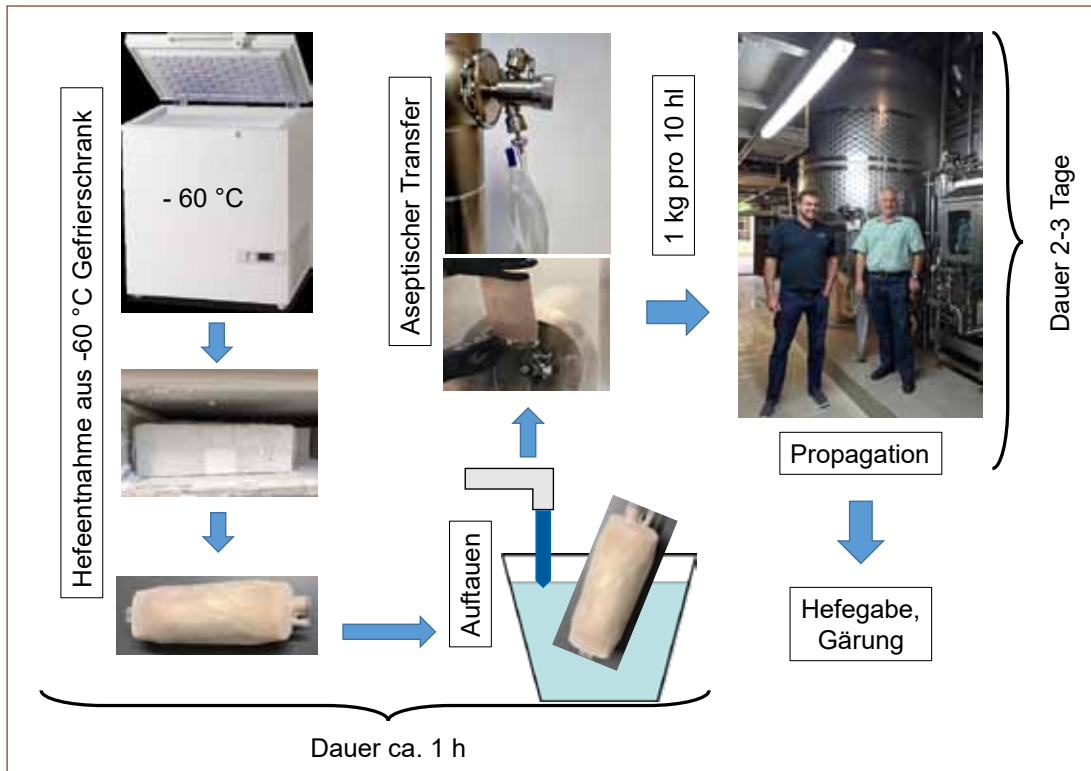 Hefeentnahme aus -60 °C Gefrierschrank
- 60 °C
Auftauen
Aseptischer Transfer
Dauer ca. 1 h
1 kg pro 10 hl
Propagation
Dauer 2-3 Tage
Hefegabe,
Gärung